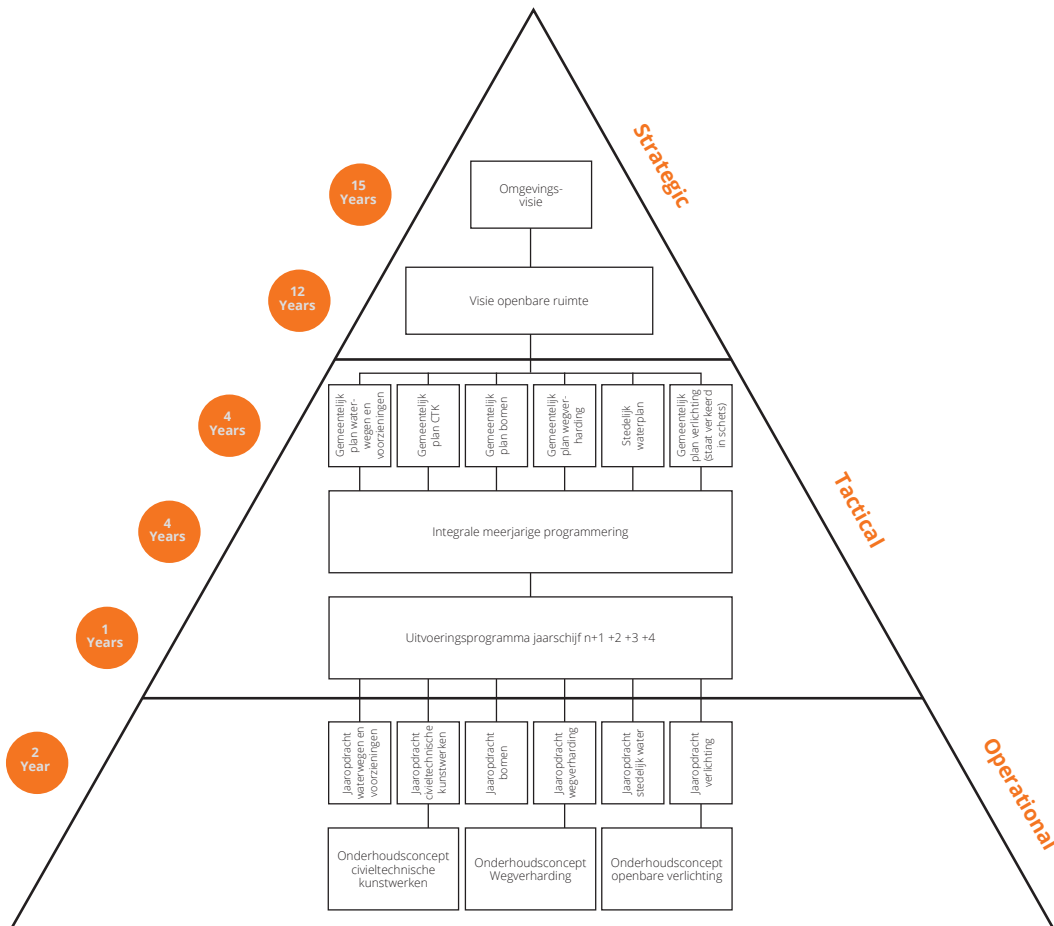 Strategic
15
Years
Omgevings-
visie
12
Years
Visie openbare ruimte
4
Years
Gemeentelijk
plan water-
wegen en
voorzieningen
Gemeentelijk
plan CTK
Gemeentelijk
plan bomen
Gemeentelijk
plan wegver-
harding
Stedelijk
waterplan
Gemeentelijk
plan verlichting
(staat verkeerd
in schets)
Tactical
4
Years
Integrale meerjarige programmering
1
Years
Uitvoeringsprogramma jaarschijf n+1 +2 +3 +4
2
Year
Jaaropdracht
waterwegen en
voorzieningen
Jaaropdracht
civieltechnische
kunstwerken
Jaaropdracht
bomen
Jaaropdracht
wegverharding
Jaaropdracht
stedelijk water
Jaaropdracht
verlichting
Operational
Onderhoudsconcept
civieltechnische
kunstwerken
Onderhoudsconcept
Wegverharding
Onderhoudsconcept
openbare verlichting